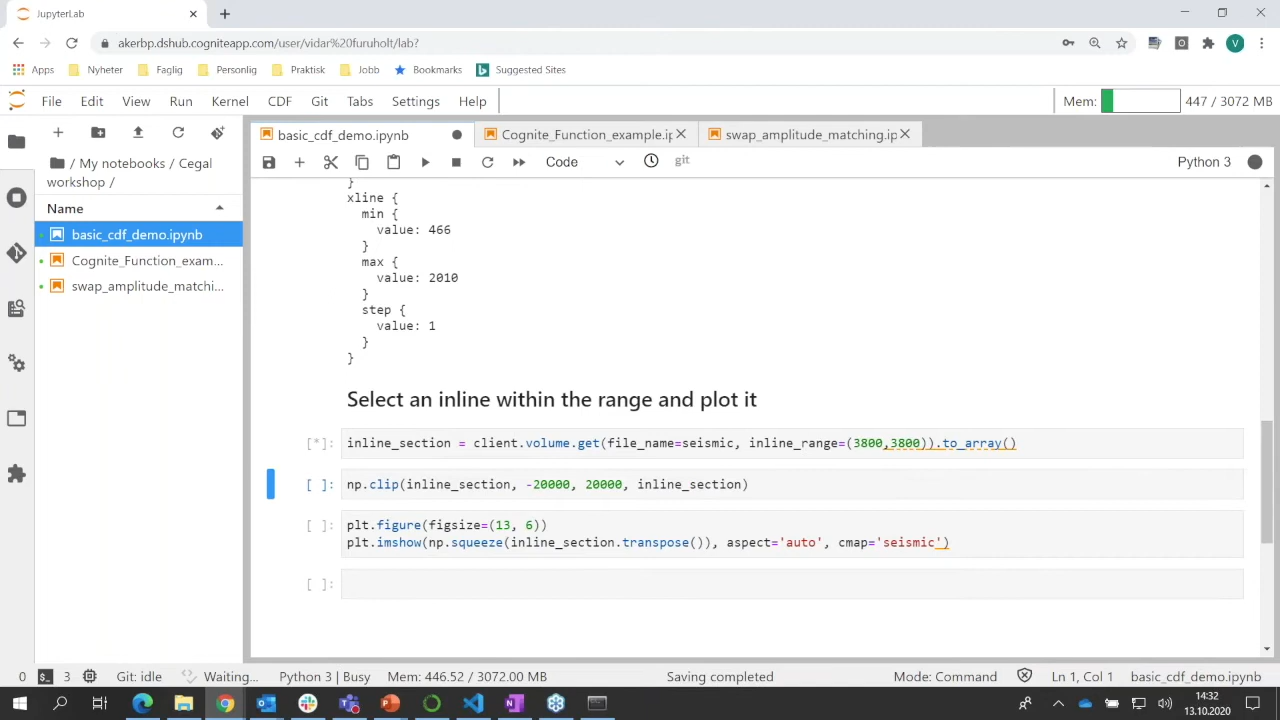 JupyterLab
akerbp.dshub.cogniteapp.com/user/vidar%20furuholt/lab?
V
Apps Nyheter Faglig Personlig Praktisk Jobb Bookmarks Suggested Sites
File Edit View Run Kernel CDF Git Tabs Settings Help Mem: 447 / 3072 MB
basic_cdf_demo.ipynb Cognite_Function_example.ip swap_amplitude_matching.ip
Code git Python 3
/ My notebooks / Cegal
workshop /
Name
basic_cdf_demo.ipynb
Cognite_Function_exam...
swap_amplitude_matchi...
}
xline {
min {
value: 466
}
max {
value: 2010
}
step {
value: 1
}
}
Select an inline within the range and plot it
[*]: inline_section = client.volume.get(file_name=seismic, inline_range=(3800,3800)).to_array()
[ ]: np.clip(inline_section, -20000, 20000, inline_section)
[ ]: plt.figure(figsize=(13, 6))
plt.imshow(np.squeeze(inline_section.transpose()), aspect='auto', cmap='seismic')
[ ]:
0 3 Git: idle Waiting... Python 3 | Busy Mem: 446.52 / 3072.00 MB Saving completed Mode: Command Ln 1, Col 1 basic_cdf_demo.ipynb
14:32
13.10.2020